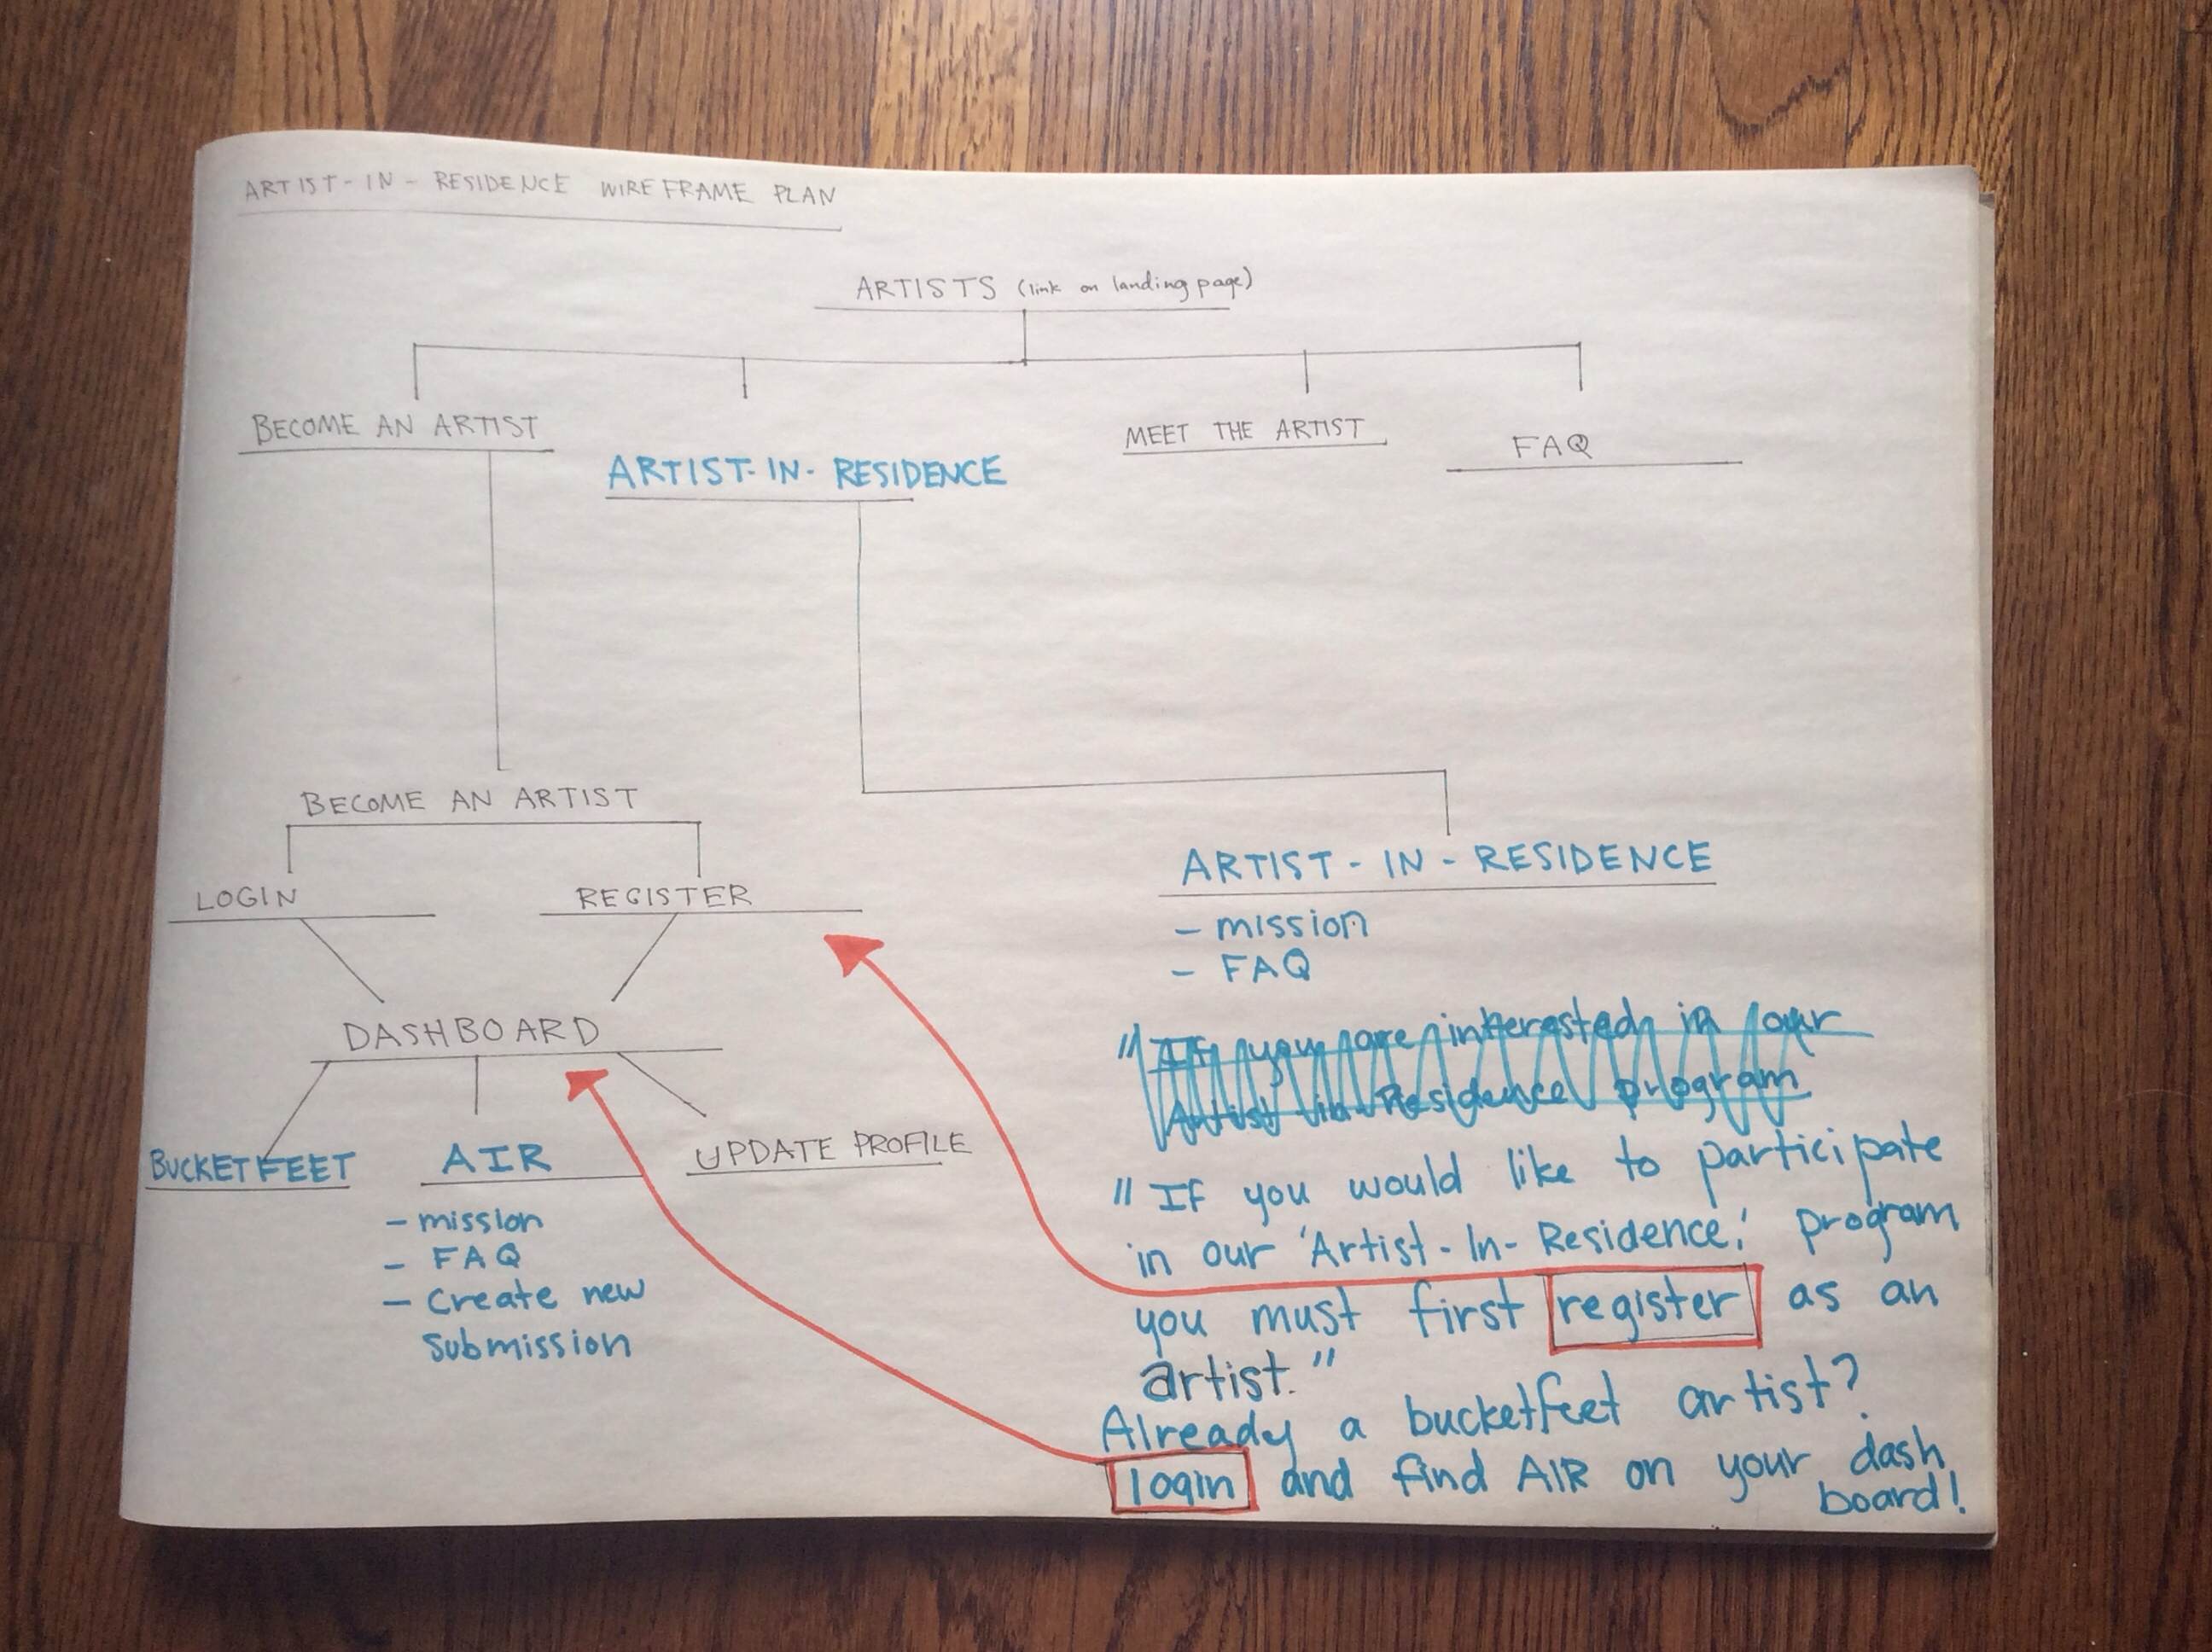 ARTIST-IN-RESIDENCE WIREFRAME PLAN
ARTISTS (link on landing page)
BECOME AN ARTIST
ARTIST-IN-RESIDENCE
MEET THE ARTIST
FAQ
BECOME AN ARTIST
LOGIN
REGISTER
DASHBOARD
BUCKETFEET
AIR
UPDATE PROFILE
- mission
- FAQ
- Create new
submission
ARTIST-IN-RESIDENCE
- mission
- FAQ
"If you are interested in our
Artist-in-Residence program
"If you would like to participate
in our 'Artist-In-Residence,' program
you must first register as an
artist."
Already a bucketfeet artist?
login and find AIR on your dash
board!